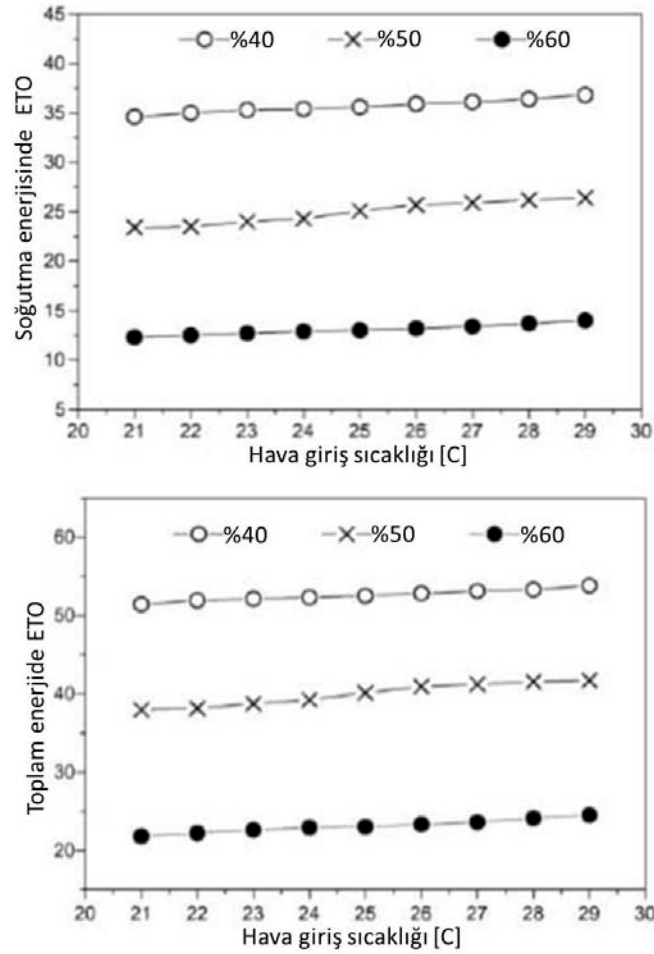 45
40
35
30
25
20
15
10
5
%40 %50 %60
Soğutma enerjisinde ETO
20 21 22 23 24 25 26 27 28 29 30
Hava giriş sıcaklığı [C]
60
50
40
30
20
%40 %50 %60
Toplam enerjide ETO
20 21 22 23 24 25 26 27 28 29 30
Hava giriş sıcaklığı [C]